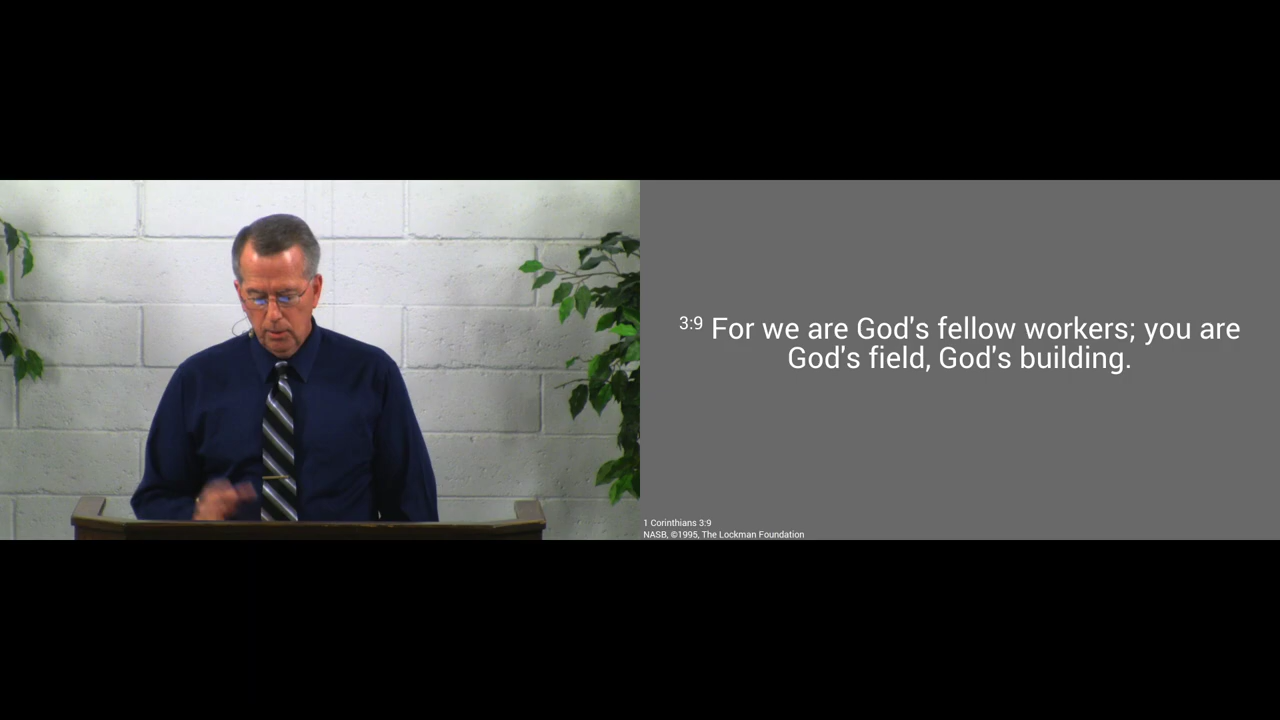 3:9 For we are God's fellow workers; you are
God's field, God's building.
1 Corinthians 3:9
NASB, ©1995, The Lockman Foundation